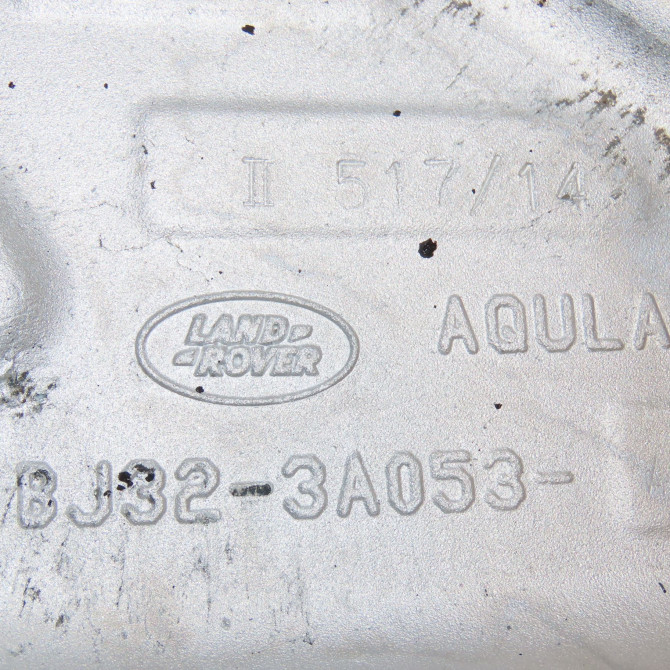 II 517/14
LAND-
-ROVER
AQULA
BJ32-3A053-